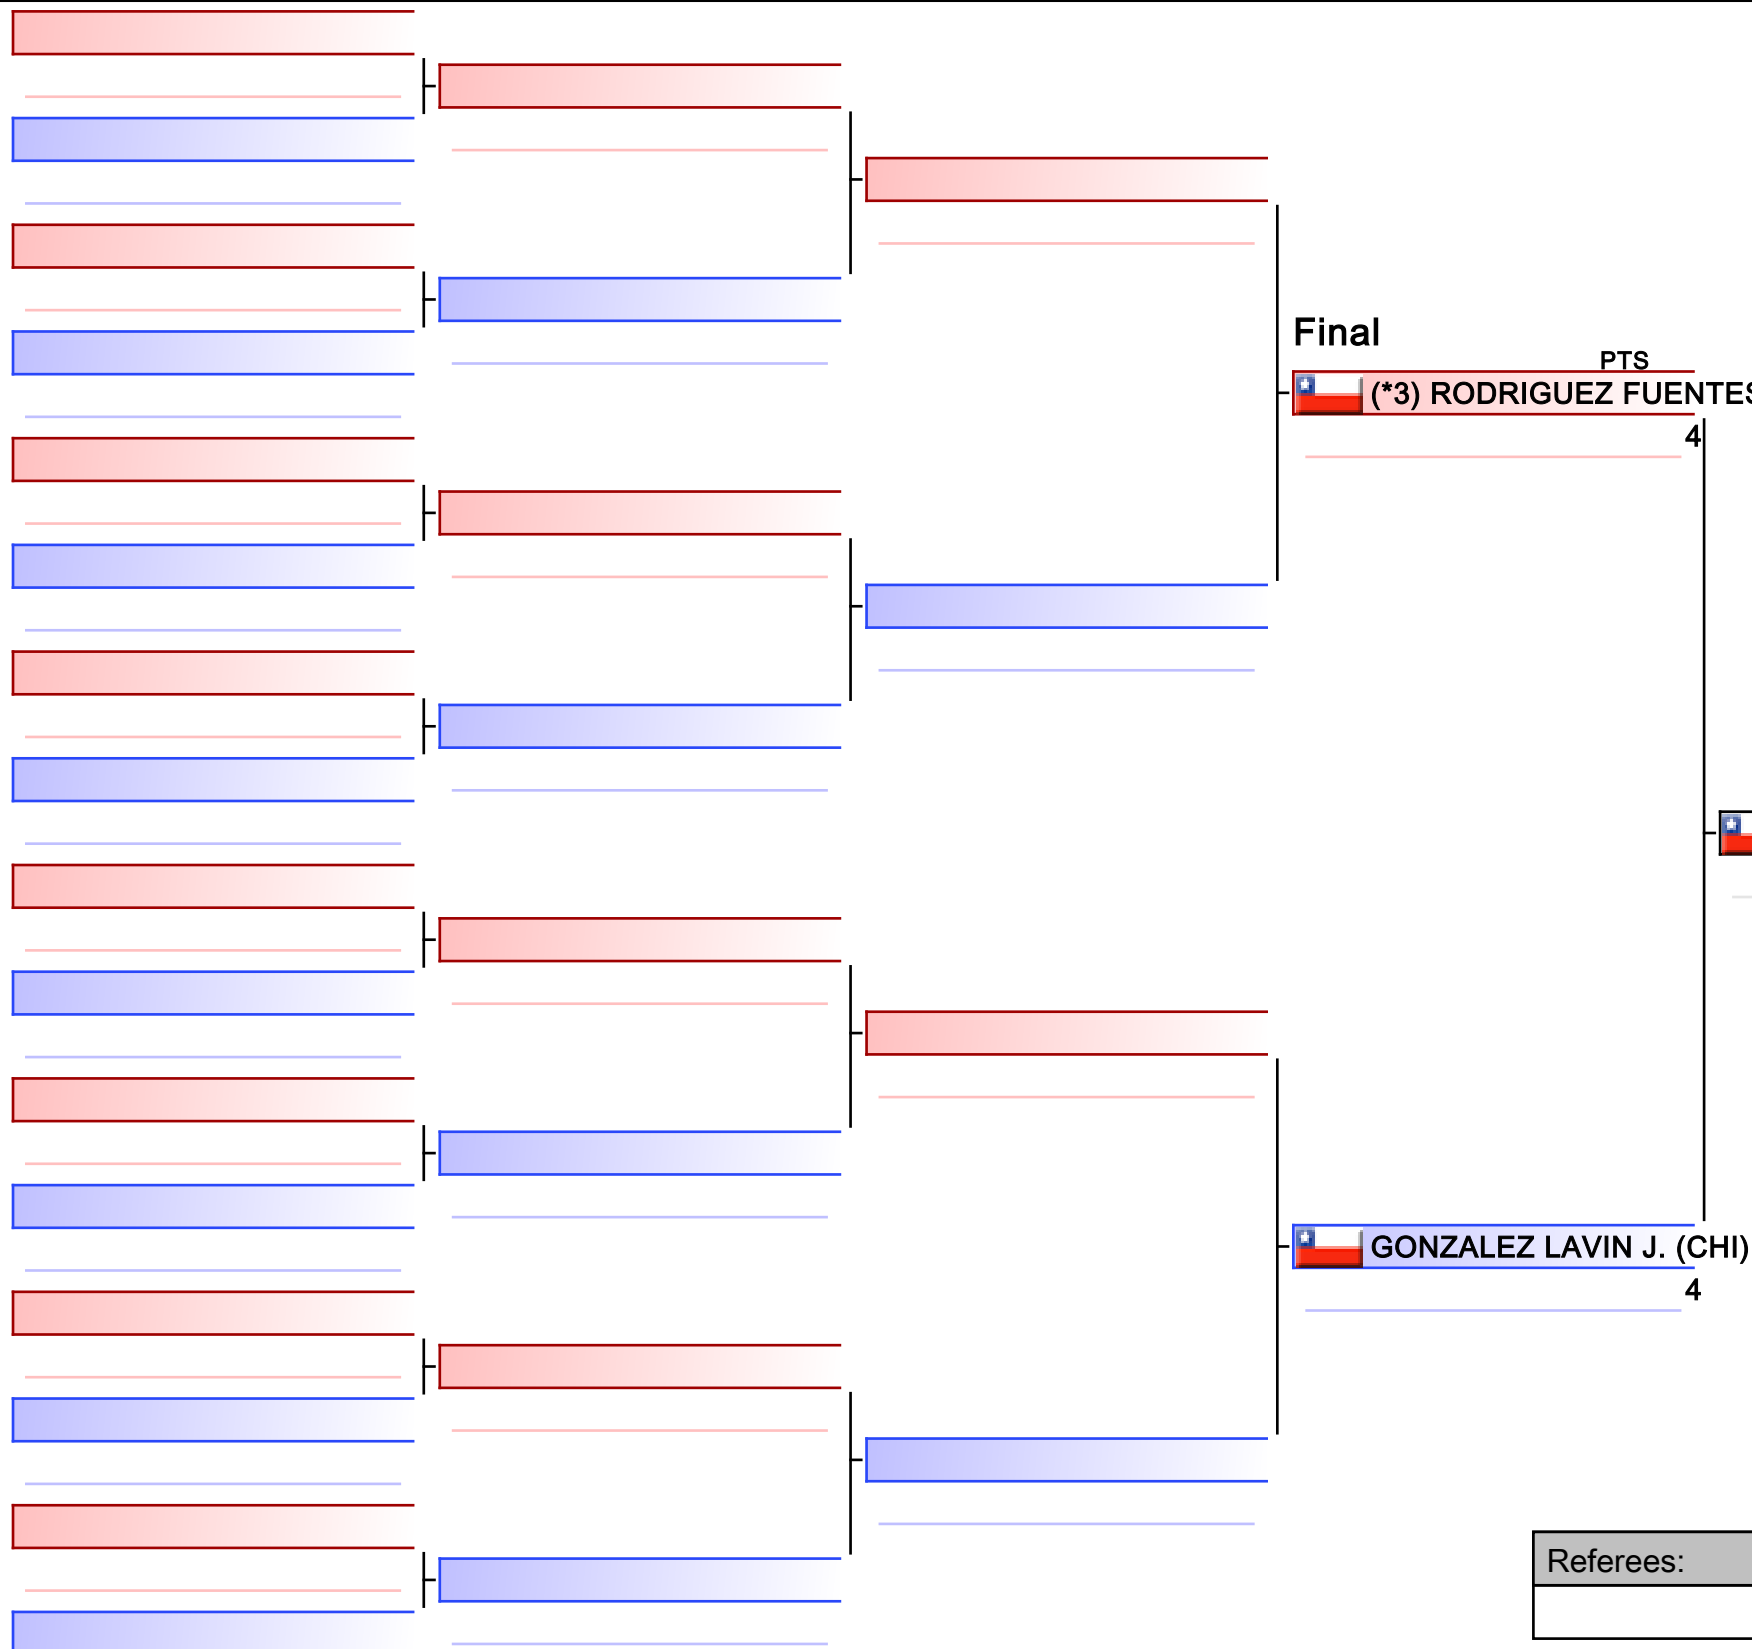 Final
PTS
(*3) RODRIGUEZ FUENTES
4
GONZALEZ LAVIN J. (CHI)
4
Referees: